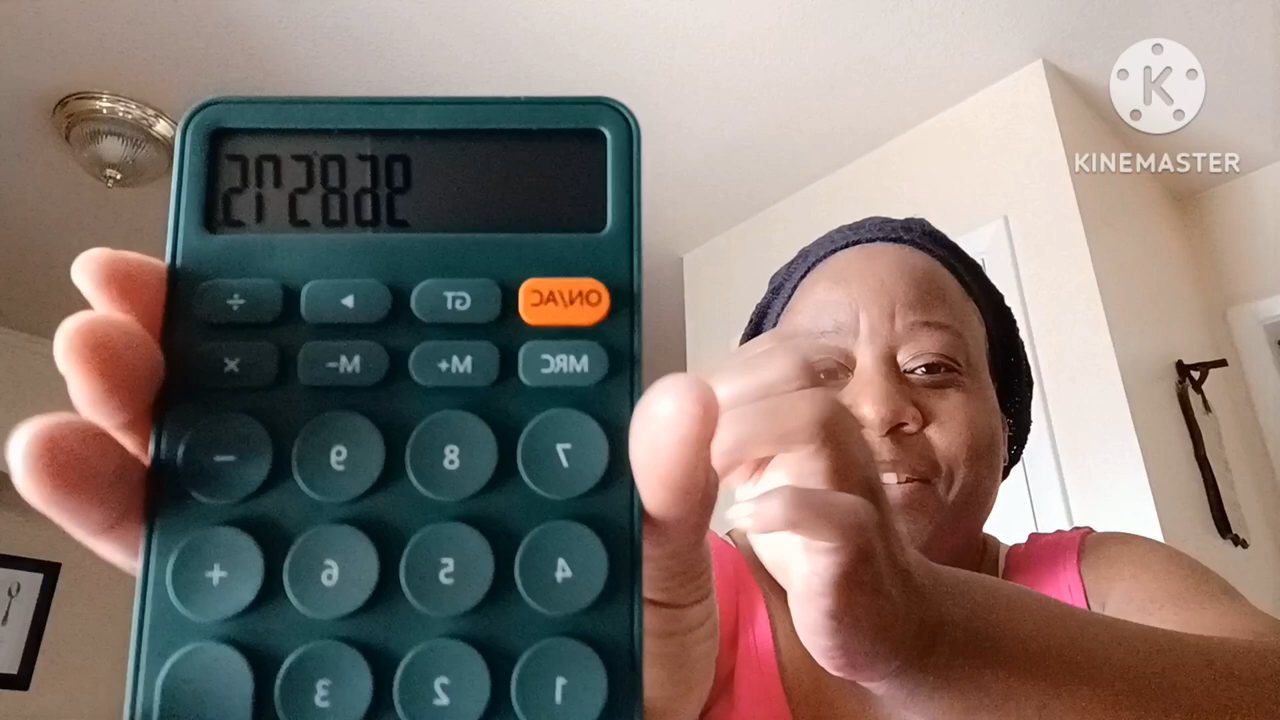 KINEMASTER
ON/AC GT ▶ ÷
MRC M+ M− ×
7 8 9 −
4 5 6 +
1 2 3